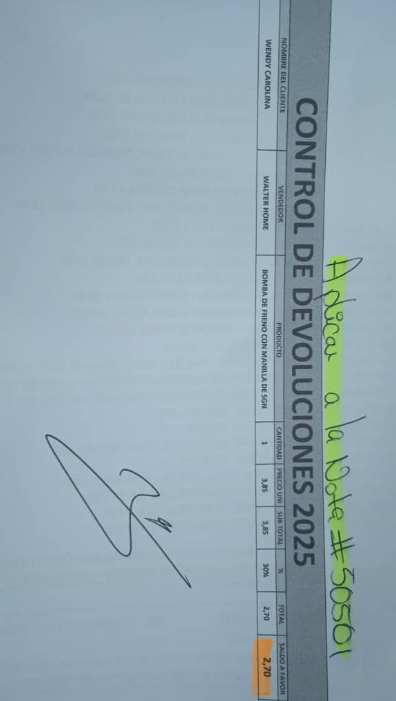 Aplicar a la Nota # 50501
CONTROL DE DEVOLUCIONES 2025
NOMBRE DEL CLIENTE VENDEDOR PRODUCTO CANTIDAD PRECIO UNI SUB TOTAL % TOTAL SALDO A FAVOR
WENDY CAROLINA WALTER HOME BOMBA DE FRENO CON MANILLA DE SGN 1 3,85 3,85 30% 2,70 2,70